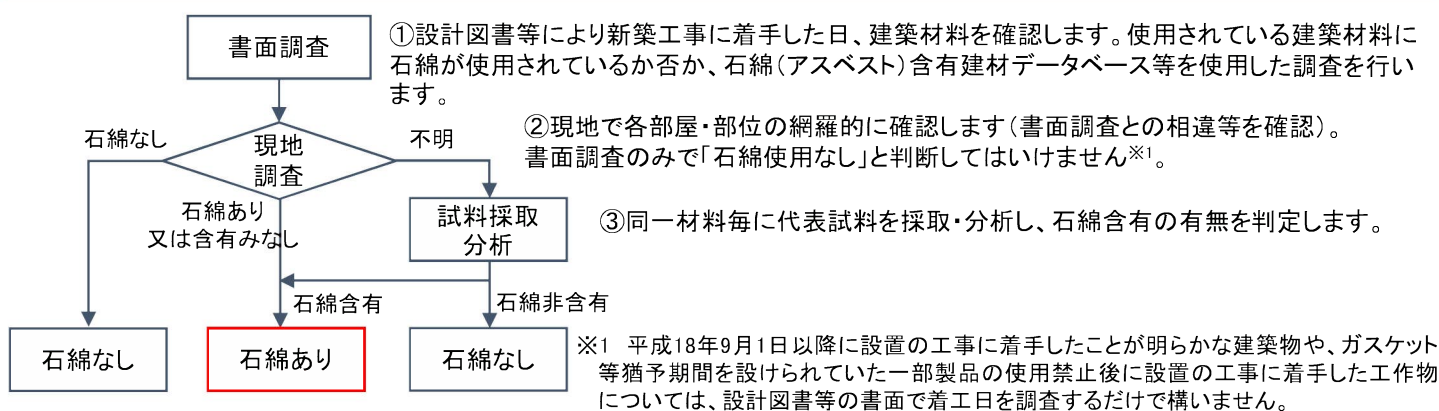 書面調査
①設計図書等により新築工事に着手した日、建築材料を確認します。使用されている建築材料に
石綿が使用されているか否か、石綿(アスベスト)含有建材データベース等を使用した調査を行い
ます。
石綿なし
現地
調査
不明
②現地で各部屋・部位の網羅的に確認します(書面調査との相違等を確認)。
書面調査のみで「石綿使用なし」と判断してはいけません※1。
石綿あり
又は含有みなし
試料採取
分析
③同一材料毎に代表試料を採取・分析し、石綿含有の有無を判定します。
石綿含有
石綿非含有
石綿なし
石綿あり
石綿なし
※1 平成18年9月1日以降に設置の工事に着手したことが明らかな建築物や、ガスケット
等猶予期間を設けられていた一部製品の使用禁止後に設置の工事に着手した工作物
については、設計図書等の書面で着工日を調査するだけで構いません。